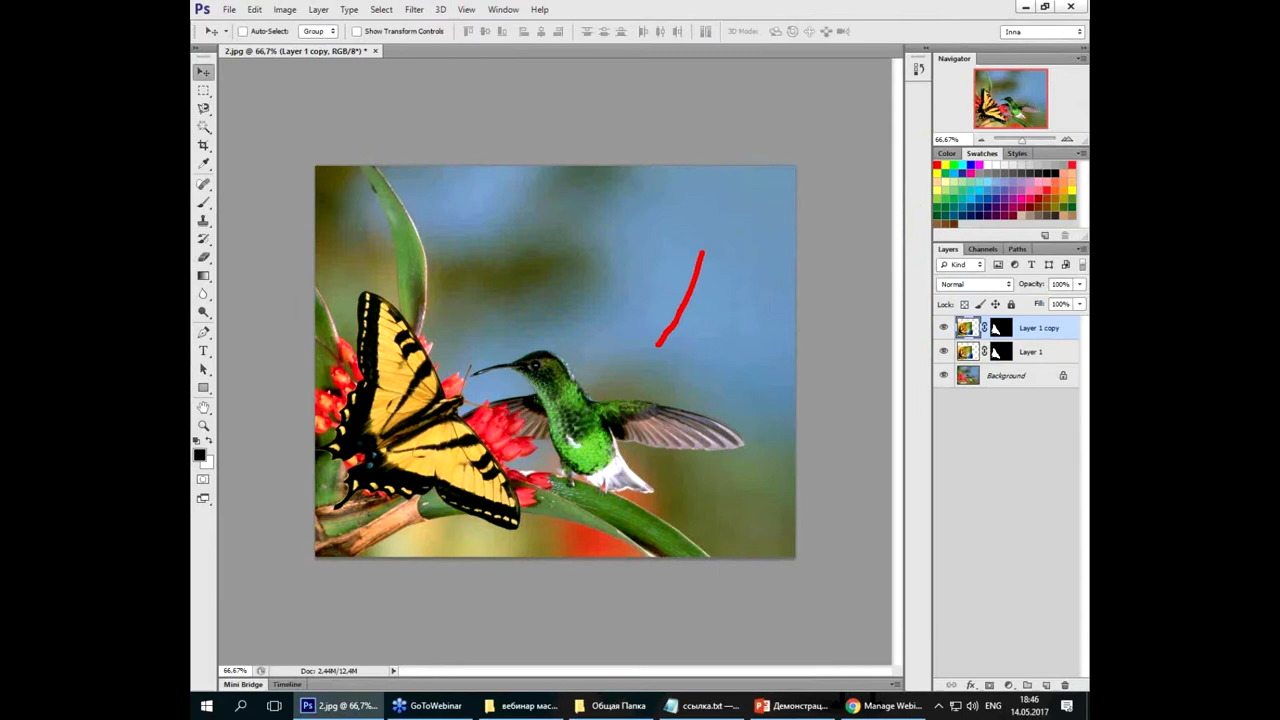 Ps File Edit Image Layer Type Select Filter 3D View Window Help
Auto-Select: Group Show Transform Controls 3D Mode: Inna
2.jpg @ 66,7% (Layer 1 copy, RGB/8*) * ×
Navigator
66.67%
Color Swatches Styles
Layers Channels Paths
Kind
Normal Opacity: 100%
Lock: Fill: 100%
Layer 1 copy
Layer 1
Background
66.67% Doc: 2,44M/12,4M
Mini Bridge Timeline
Ps 2.jpg @ 66,7%... GoToWebinar вебинар мас... Общая Папка ссылка.txt —... Демонстрац... Manage Webi... ENG 18:46
14.05.2017